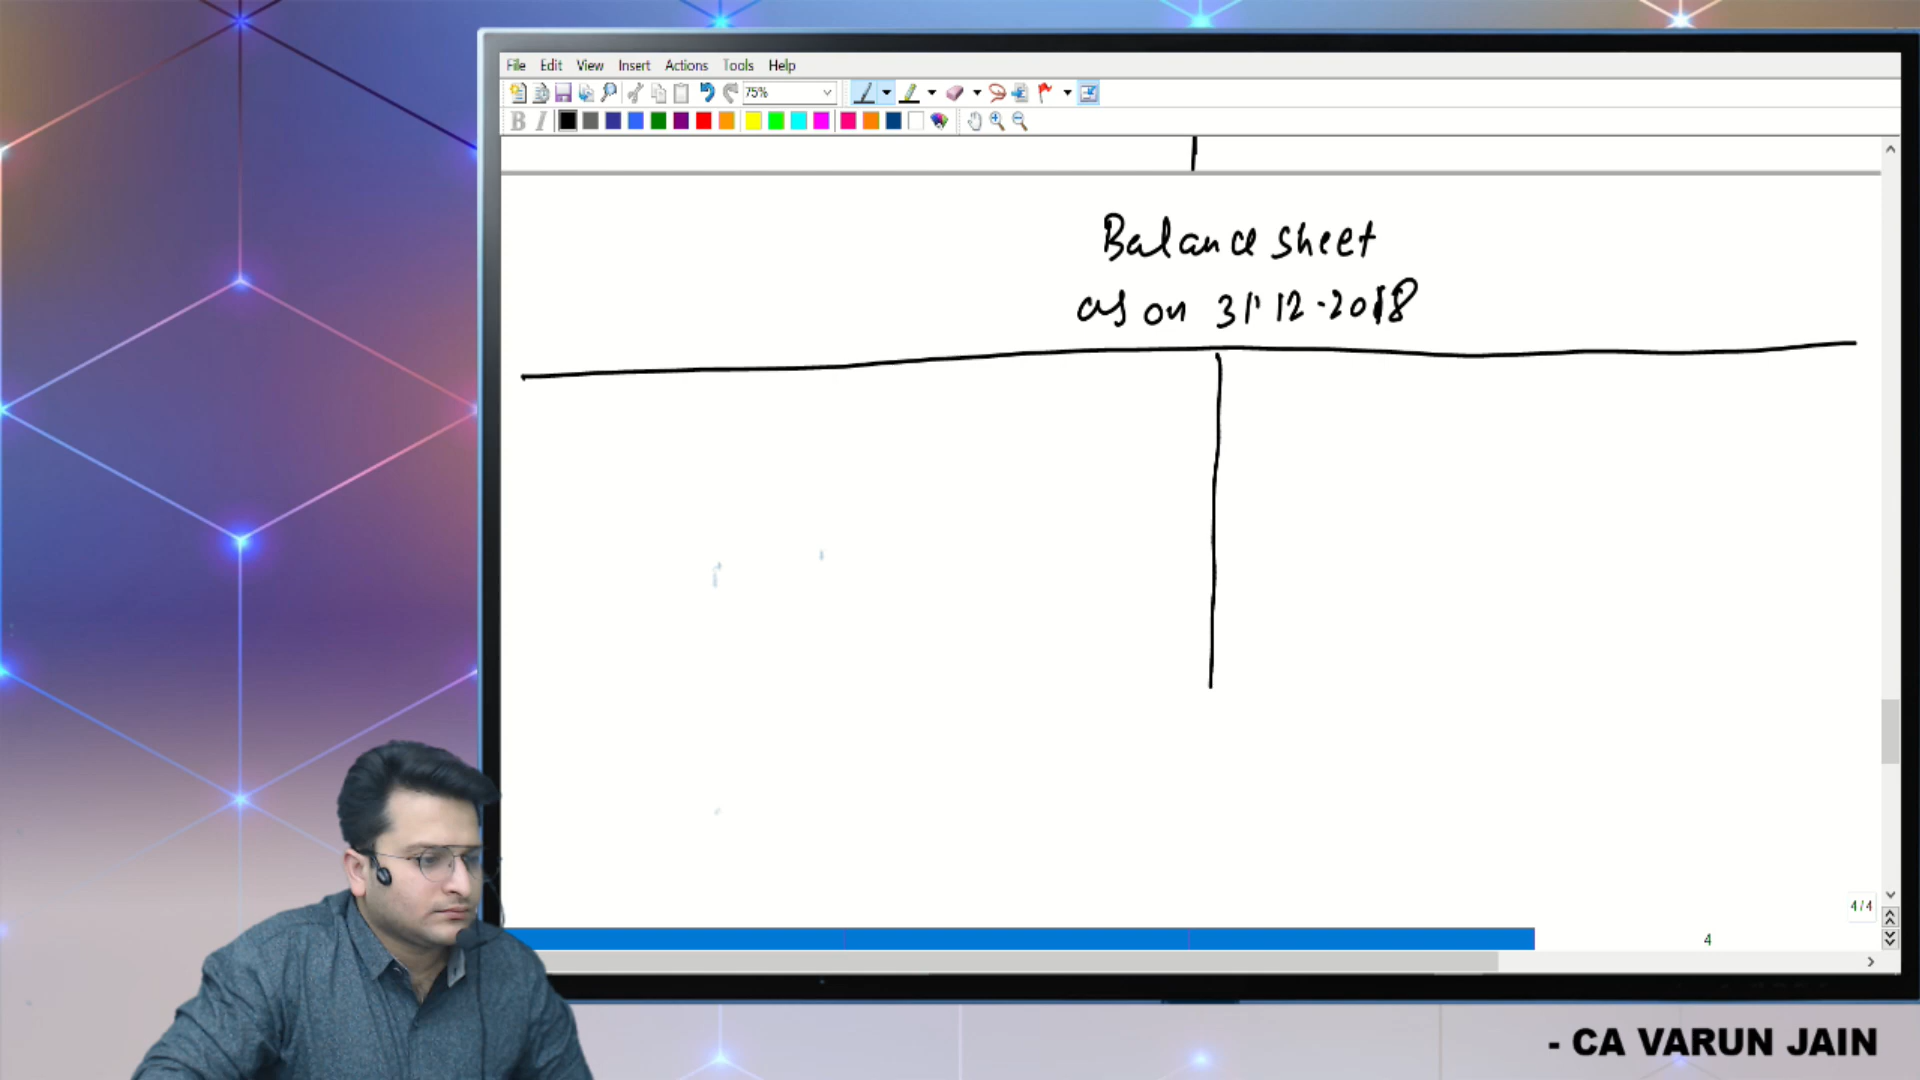 File Edit View Insert Actions Tools Help
75%
B I
Balance sheet
as on 31.12.2018
4/4
4
- CA VARUN JAIN